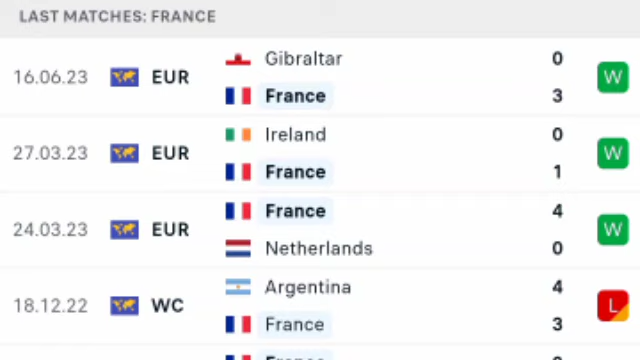 LAST MATCHES: FRANCE
16.06.23 EUR Gibraltar 0 W
France 3
27.03.23 EUR Ireland 0 W
France 1
24.03.23 EUR France 4 W
Netherlands 0
18.12.22 WC Argentina 4 L
France 3